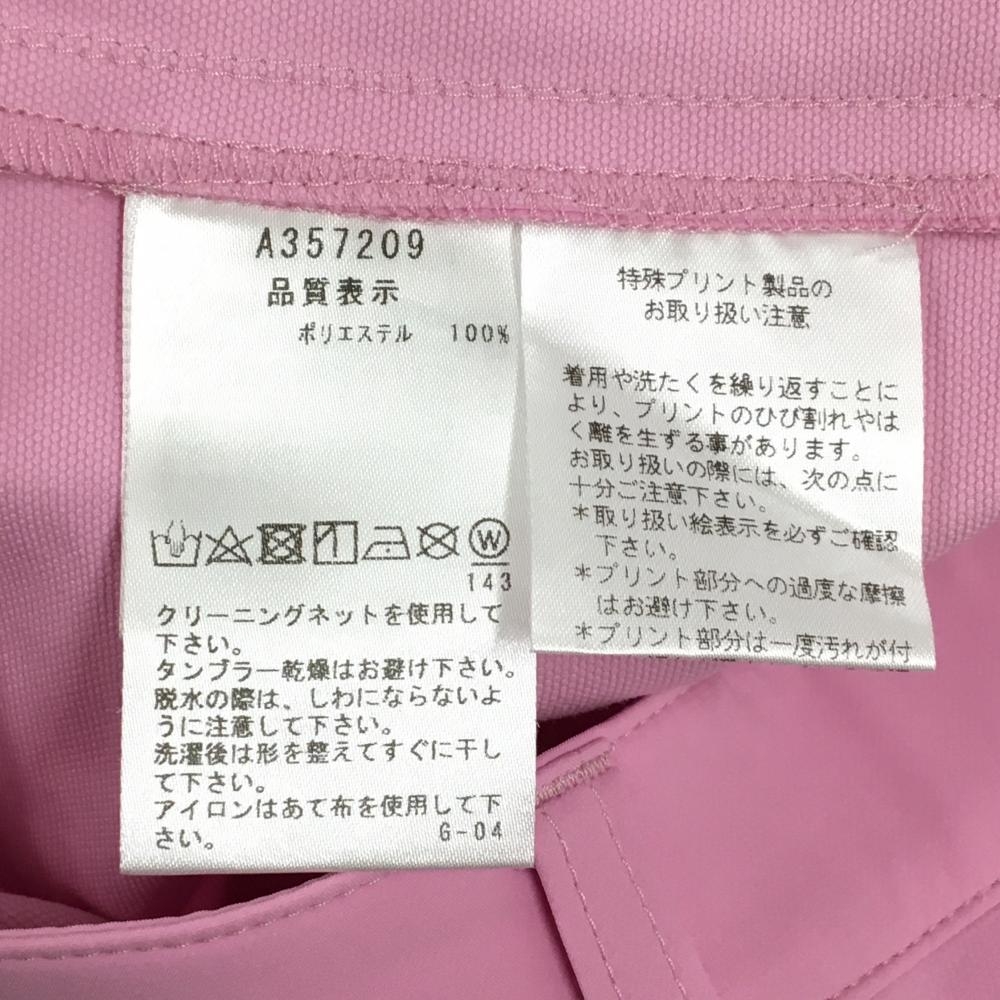 A357209
品質表示
ポリエステル 100%
W
143
クリーニングネットを使用して
下さい。
タンブラー乾燥はお避け下さい。
脱水の際は、しわにならないよ
うに注意して下さい。
洗濯後は形を整えてすぐに干し
て下さい。
アイロンはあて布を使用して下
さい。
G-04
特殊プリント製品の
お取り扱い注意
着用や洗たくを繰り返すことに
より、プリントのひび割れやは
く離を生ずる事があります。
お取り扱いの際には、次の点に
十分ご注意下さい。
*取り扱い絵表示を必ずご確認
下さい。
*プリント部分への過度な摩擦
はお避け下さい。
*プリント部分は一度汚れが付